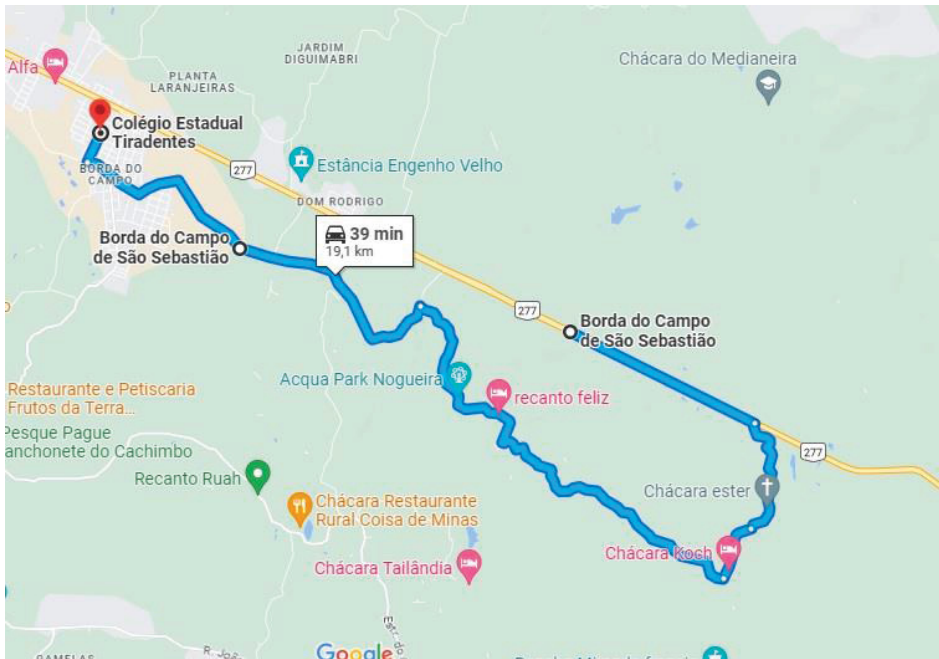 JARDIM
DIGUIMABRI
Chácara do Medianeira
Alfa
PLANTA
LARANJEIRAS
Colégio Estadual
Tiradentes
BORDA DO
CAMPO
277
Estância Engenho Velho
DOM RODRIGO
39 min
19,1 km
Borda do Campo
de São Sebastião
277
Borda do Campo
de São Sebastião
Acqua Park Nogueira
recanto feliz
Restaurante e Petiscaria
Frutos da Terra...
Pesque Pague
anchonete do Cachimbo
277
Recanto Ruah
Chácara ester
Chácara Restaurante
Rural Coisa de Minas
Chácara Koch
Chácara Tailândia
Estr. do
Google